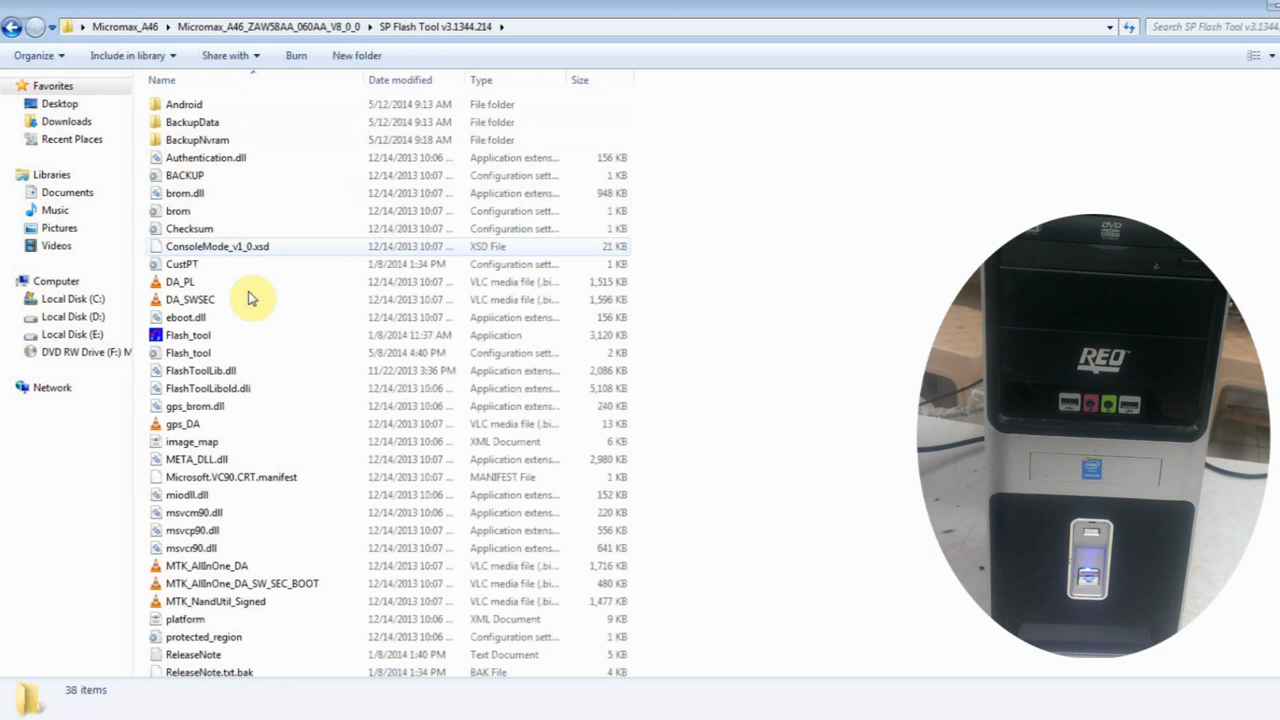 Micromax_A46 Micromax_A46_ZAW58AA_060AA_V8_0_0 SP Flash Tool v3.1344.214 Search SP Flash Tool v3.1344.
Organize Include in library Share with Burn New folder
Favorites
Desktop
Downloads
Recent Places
Libraries
Documents
Music
Pictures
Videos
Computer
Local Disk (C:)
Local Disk (D:)
Local Disk (E:)
DVD RW Drive (F:) M
Network
Name Date modified Type Size
Android 5/12/2014 9:13 AM File folder
BackupData 5/12/2014 9:13 AM File folder
BackupNvram 5/12/2014 9:18 AM File folder
Authentication.dll 12/14/2013 10:06 ... Application extens... 156 KB
BACKUP 12/14/2013 10:07 ... Configuration sett... 1 KB
brom.dll 12/14/2013 10:07 ... Application extens... 948 KB
brom 12/14/2013 10:07 ... Configuration sett... 1 KB
Checksum 12/14/2013 10:06 ... Configuration sett... 1 KB
ConsoleMode_v1_0.xsd 12/14/2013 10:07 ... XSD File 21 KB
CustPT 1/8/2014 1:34 PM Configuration sett... 1 KB
DA_PL 12/14/2013 10:07 ... VLC media file (.bi... 1,515 KB
DA_SWSEC 12/14/2013 10:07 ... VLC media file (.bi... 1,596 KB
eboot.dll 12/14/2013 10:07 ... Application extens... 156 KB
Flash_tool 1/8/2014 11:37 AM Application 3,120 KB
Flash_tool 5/8/2014 4:40 PM Configuration sett... 2 KB
FlashToolLib.dll 11/22/2013 3:36 PM Application extens... 2,086 KB
FlashToolLibold.dli 12/14/2013 10:07 ... Application extens... 5,108 KB
gps_brom.dll 12/14/2013 10:06 ... Application extens... 240 KB
gps_DA 12/14/2013 10:07 ... VLC media file (.bi... 13 KB
image_map 12/14/2013 10:06 ... XML Document 6 KB
META_DLL.dll 12/14/2013 10:07 ... Application extens... 2,980 KB
Microsoft.VC90.CRT.manifest 12/14/2013 10:07 ... MANIFEST File 1 KB
miodll.dll 12/14/2013 10:07 ... Application extens... 152 KB
msvcm90.dll 12/14/2013 10:06 ... Application extens... 220 KB
msvcp90.dll 12/14/2013 10:07 ... Application extens... 556 KB
msvcr90.dll 12/14/2013 10:07 ... Application extens... 641 KB
MTK_AllInOne_DA 12/14/2013 10:07 ... VLC media file (.bi... 1,716 KB
MTK_AllInOne_DA_SW_SEC_BOOT 12/14/2013 10:07 ... VLC media file (.bi... 480 KB
MTK_NandUtil_Signed 12/14/2013 10:07 ... VLC media file (.bi... 1,477 KB
platform 12/14/2013 10:06 ... XML Document 9 KB
protected_region 12/14/2013 10:06 ... Configuration sett... 1 KB
ReleaseNote 1/8/2014 1:40 PM Text Document 5 KB
ReleaseNote.txt.bak 1/8/2014 1:34 PM BAK File 4 KB
38 items
DVD
REO